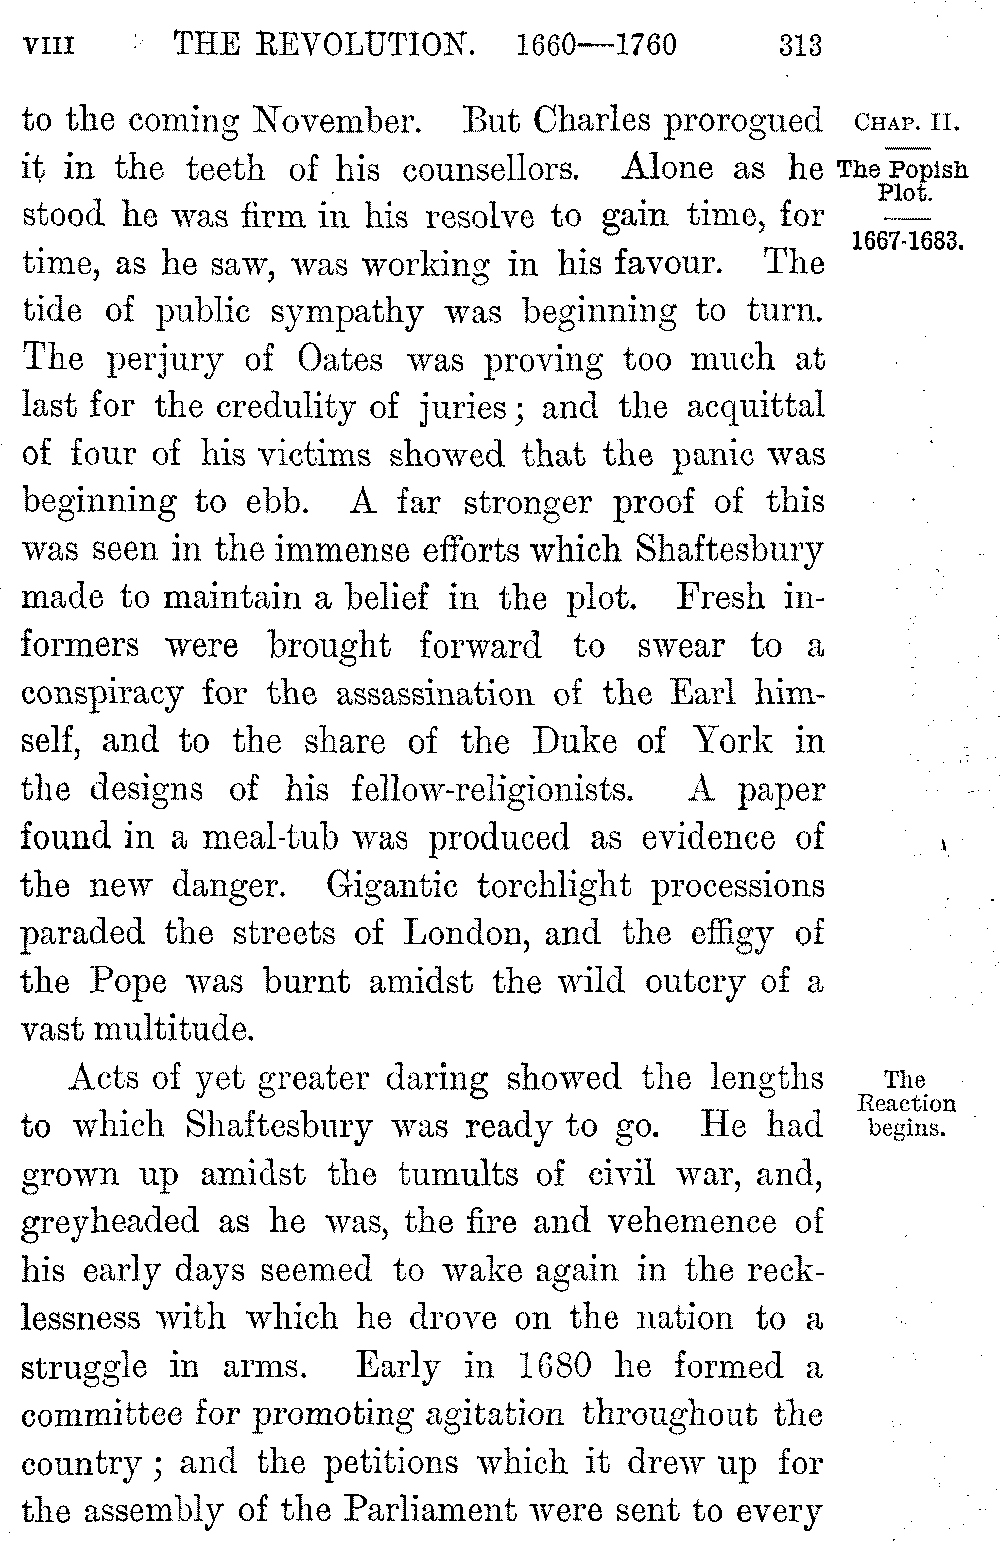 VIII THE REVOLUTION. 1660—1760 313
to the coming November. But Charles prorogued
it in the teeth of his counsellors. Alone as he
stood he was firm in his resolve to gain time, for
time, as he saw, was working in his favour. The
tide of public sympathy was beginning to turn.
The perjury of Oates was proving too much at
last for the credulity of juries; and the acquittal
of four of his victims showed that the panic was
beginning to ebb. A far stronger proof of this
was seen in the immense efforts which Shaftesbury
made to maintain a belief in the plot. Fresh in-
formers were brought forward to swear to a
conspiracy for the assassination of the Earl him-
self, and to the share of the Duke of York in
the designs of his fellow-religionists. A paper
found in a meal-tub was produced as evidence of
the new danger. Gigantic torchlight processions
paraded the streets of London, and the effigy of
the Pope was burnt amidst the wild outcry of a
vast multitude.
Acts of yet greater daring showed the lengths
to which Shaftesbury was ready to go. He had
grown up amidst the tumults of civil war, and,
greyheaded as he was, the fire and vehemence of
his early days seemed to wake again in the reck-
lessness with which he drove on the nation to a
struggle in arms. Early in 1680 he formed a
committee for promoting agitation throughout the
country; and the petitions which it drew up for
the assembly of the Parliament were sent to every
CHAP. II.
The Popish
Plot.
1667-1683.
The
Reaction
begins.